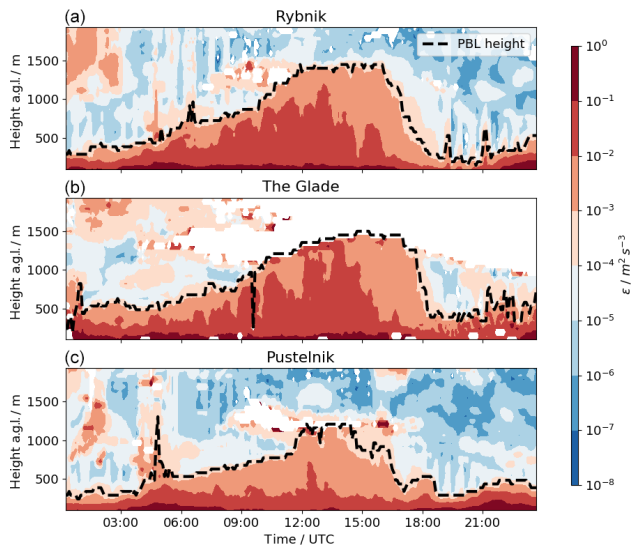 (a) Rybnik
PBL height
1500
1000
500
Height a.g.l. / m
(b) The Glade
1500
1000
500
Height a.g.l. / m
(c) Pustelnik
1500
1000
500
Height a.g.l. / m
03:00 06:00 09:00 12:00 15:00 18:00 21:00
Time / UTC
10⁰
10⁻¹
10⁻²
10⁻³
10⁻⁴
10⁻⁵
10⁻⁶
10⁻⁷
10⁻⁸
ε / m² s⁻³